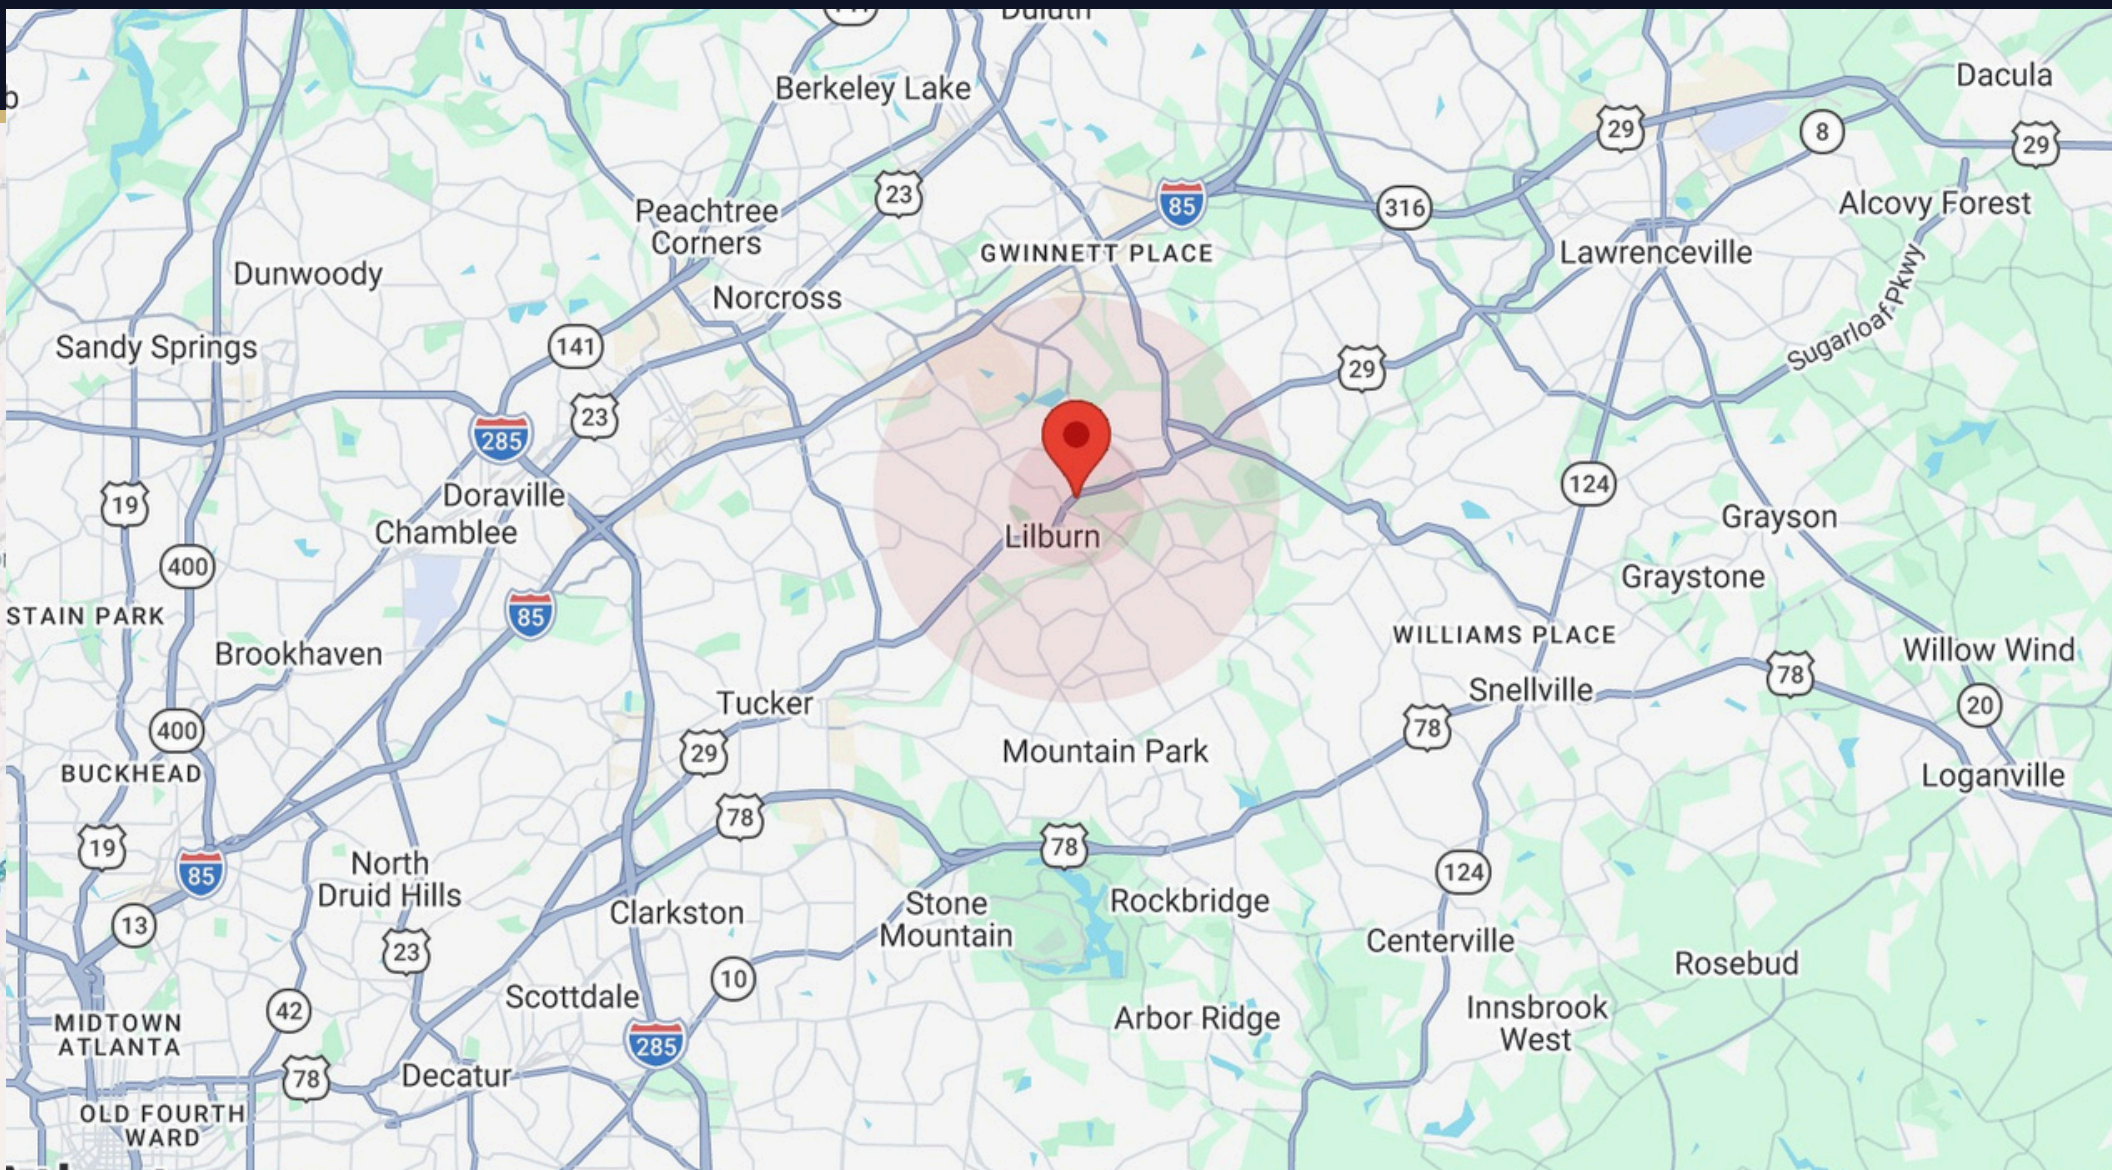 Duluth
Berkeley Lake
Dacula
29
8
29
23
85
316
Alcovy Forest
Peachtree
Corners
GWINNETT PLACE
Lawrenceville
Dunwoody
Norcross
Sugarloaf Pkwy
Sandy Springs
141
29
23
285
19
Doraville
Chamblee
124
Grayson
Lilburn
400
Graystone
85
STAIN PARK
WILLIAMS PLACE
Brookhaven
Willow Wind
78
Snellville
Tucker
20
78
400
29
Mountain Park
BUCKHEAD
Loganville
78
19
78
85
124
North
Druid Hills
Clarkston
Stone
Mountain
Rockbridge
13
23
Centerville
10
Rosebud
Scottdale
42
Arbor Ridge
Innsbrook
West
MIDTOWN
ATLANTA
285
78
Decatur
OLD FOURTH
WARD